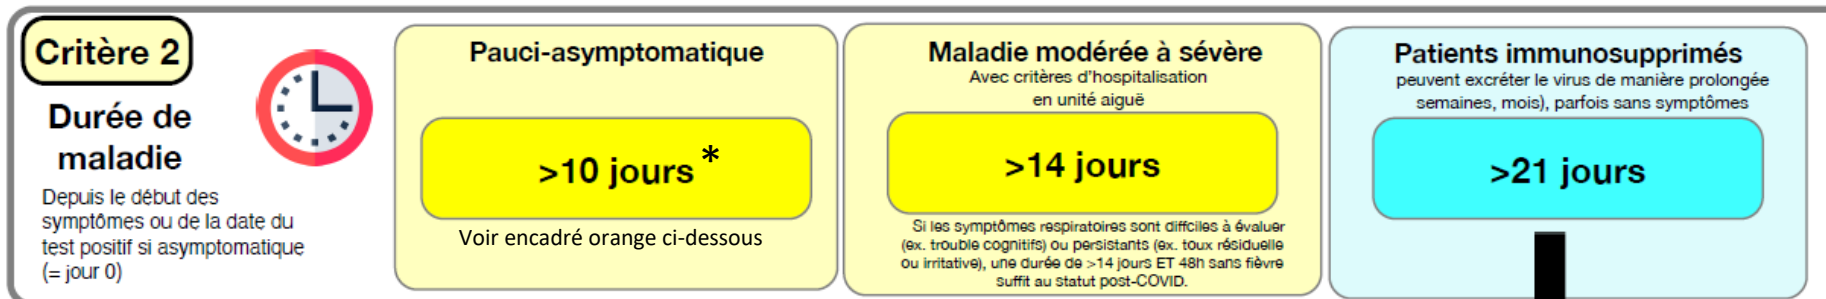 Critère 2
Durée de
maladie
Depuis le début des
symptômes ou de la date du
test positif si asymptomatique
(= jour 0)
Pauci-asymptomatique
>10 jours *
Voir encadré orange ci-dessous
Maladie modérée à sévère
Avec critères d'hospitalisation
en unité aiguë
>14 jours
Si les symptômes respiratoires sont diffciles à évaluer
(ex. trouble cognitifs) ou persistants (ex. toux résiduelle
ou irritative), une durée de >14 jours ET 48h sans fièvre
suffit au statut post-COVID.
Patients immunosupprimés
peuvent excréter le virus de manière prolongée
semaines, mois), parfois sans symptômes
>21 jours